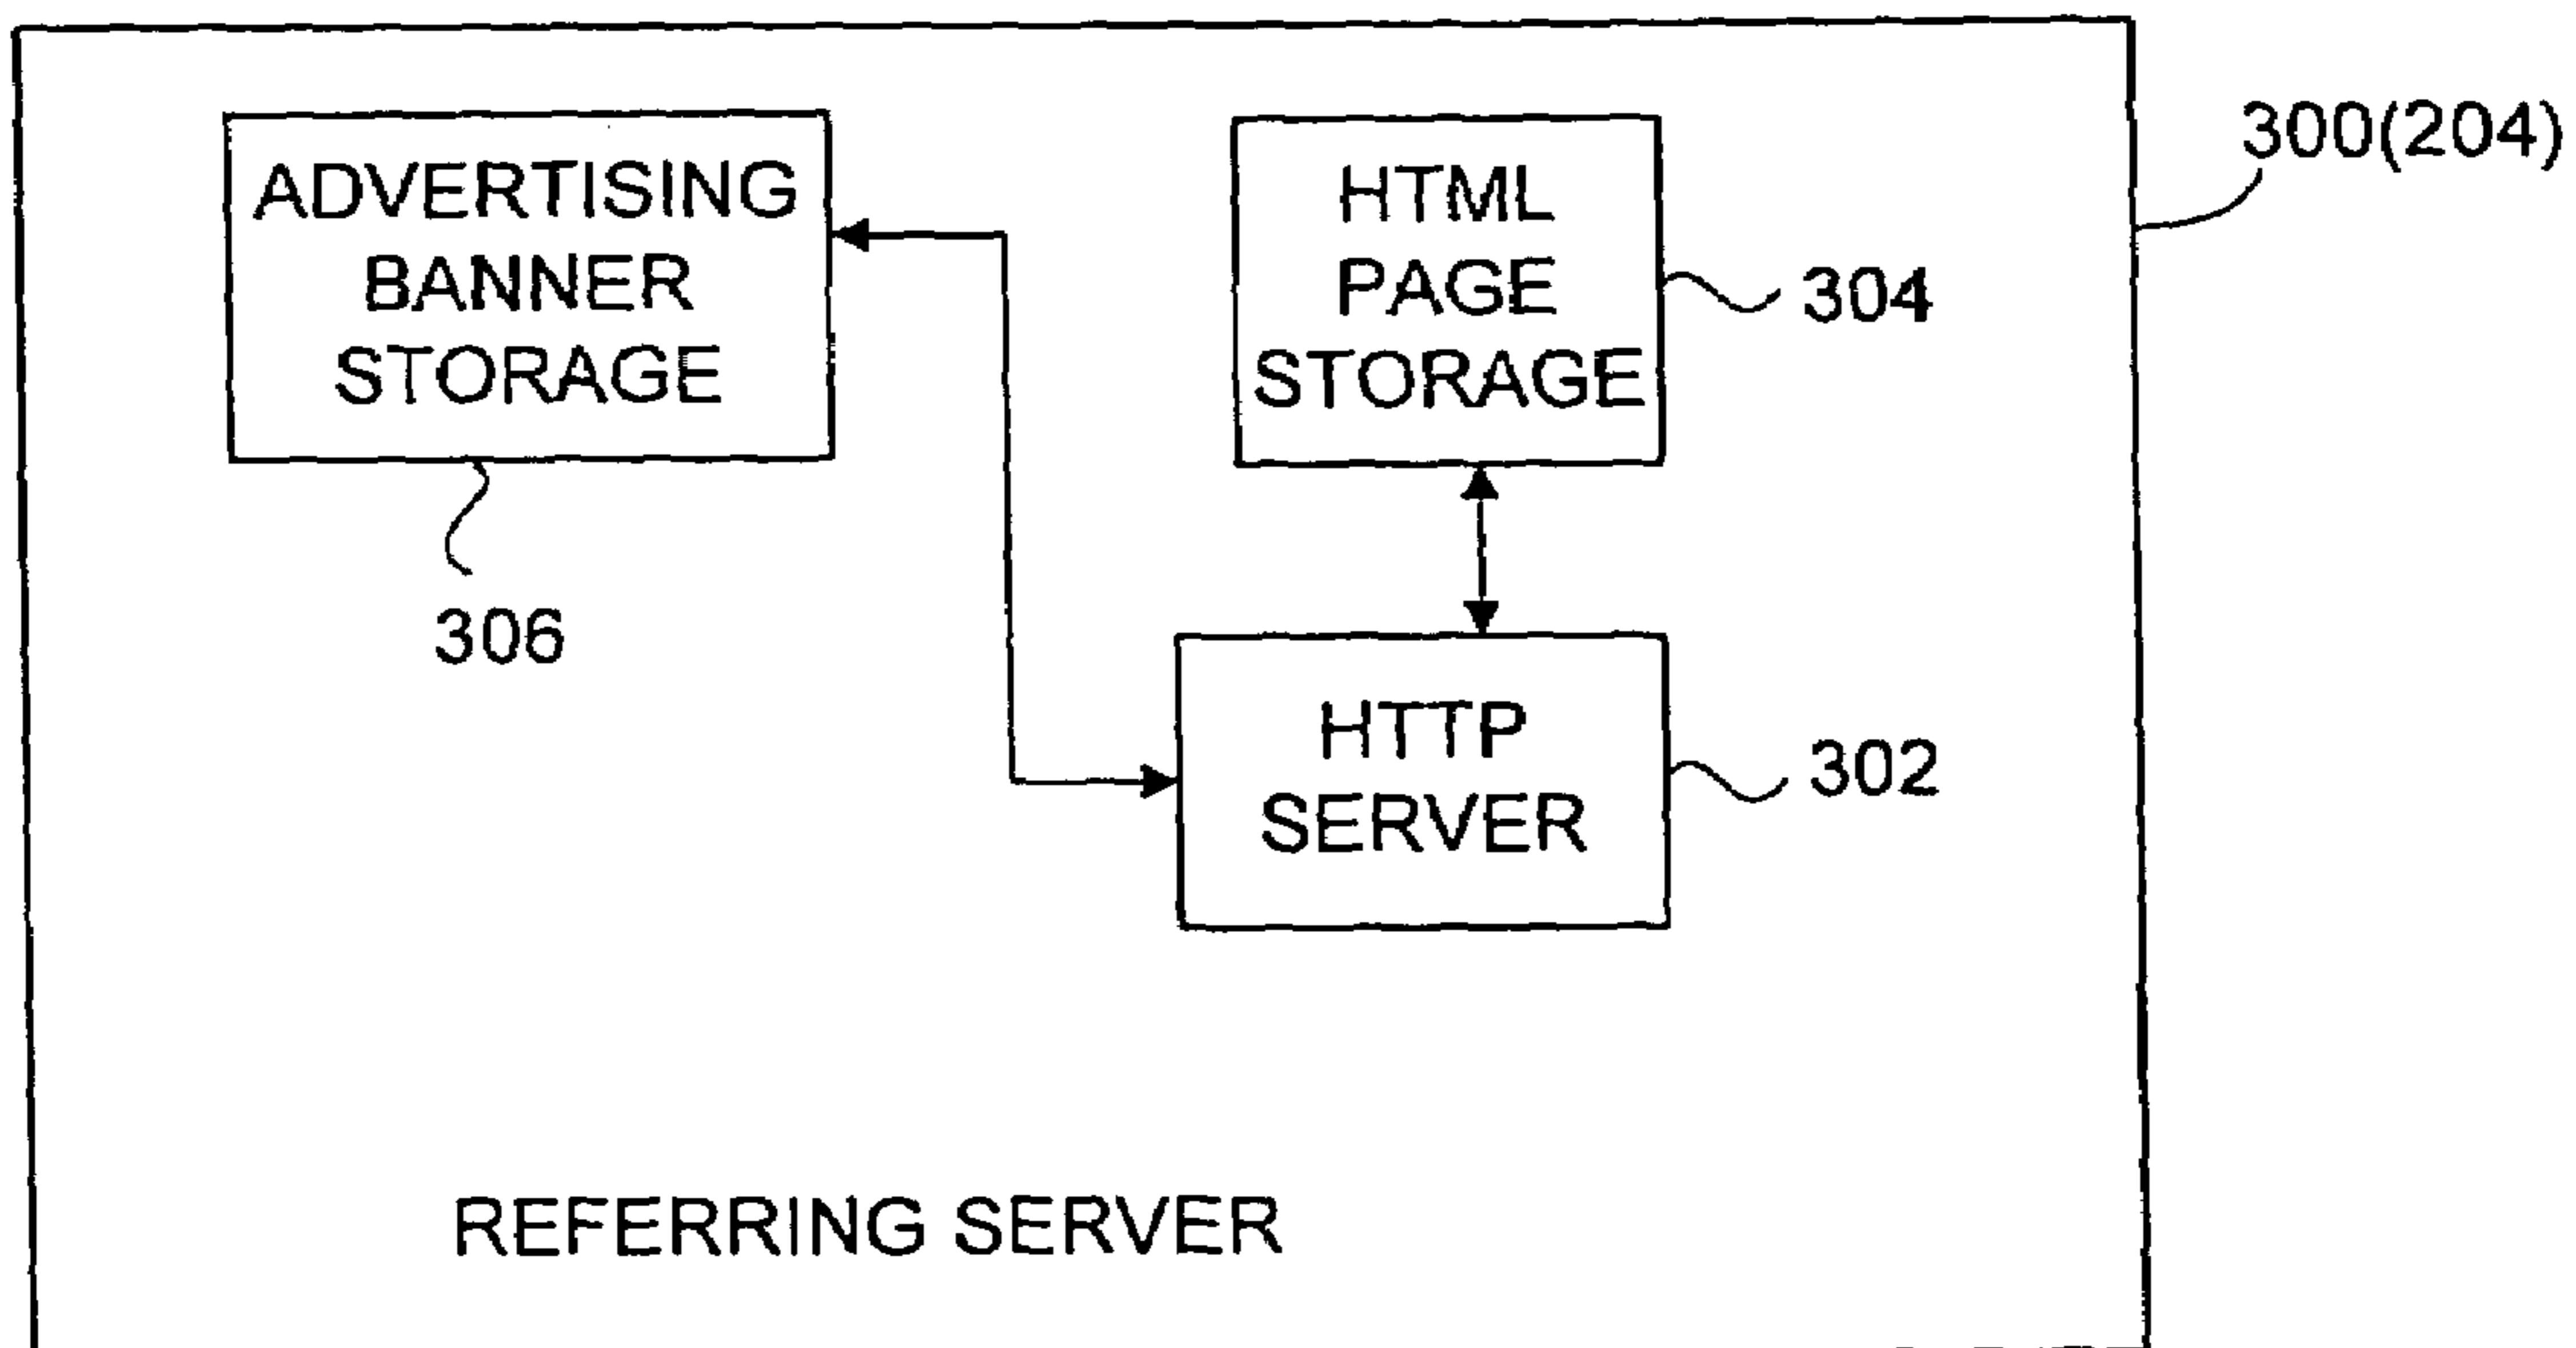 ADVERTISING
BANNER
STORAGE
306
HTML
PAGE
STORAGE
304
300(204)
HTTP
SERVER
302
REFERRING SERVER